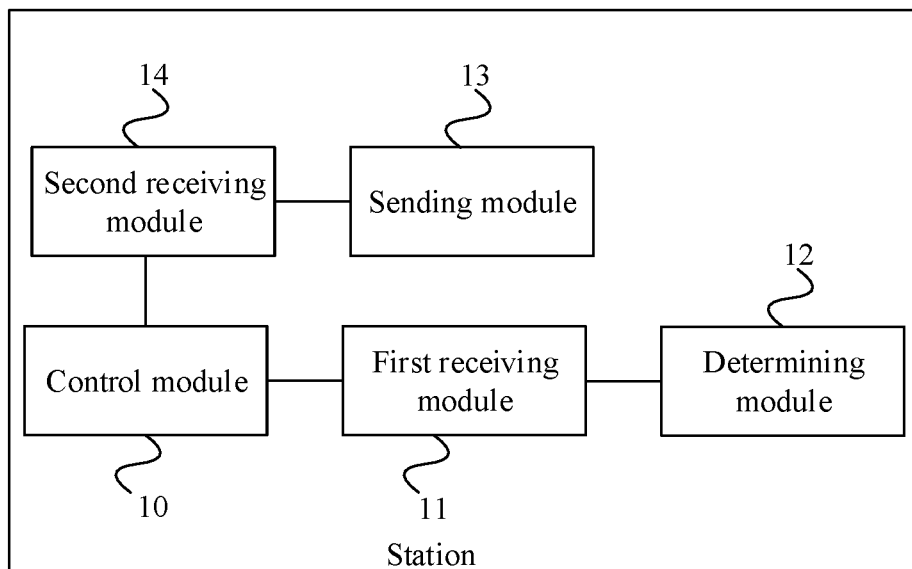 14
13
Second receiving
module
Sending module
12
Control module
First receiving
module
Determining
module
10
11
Station